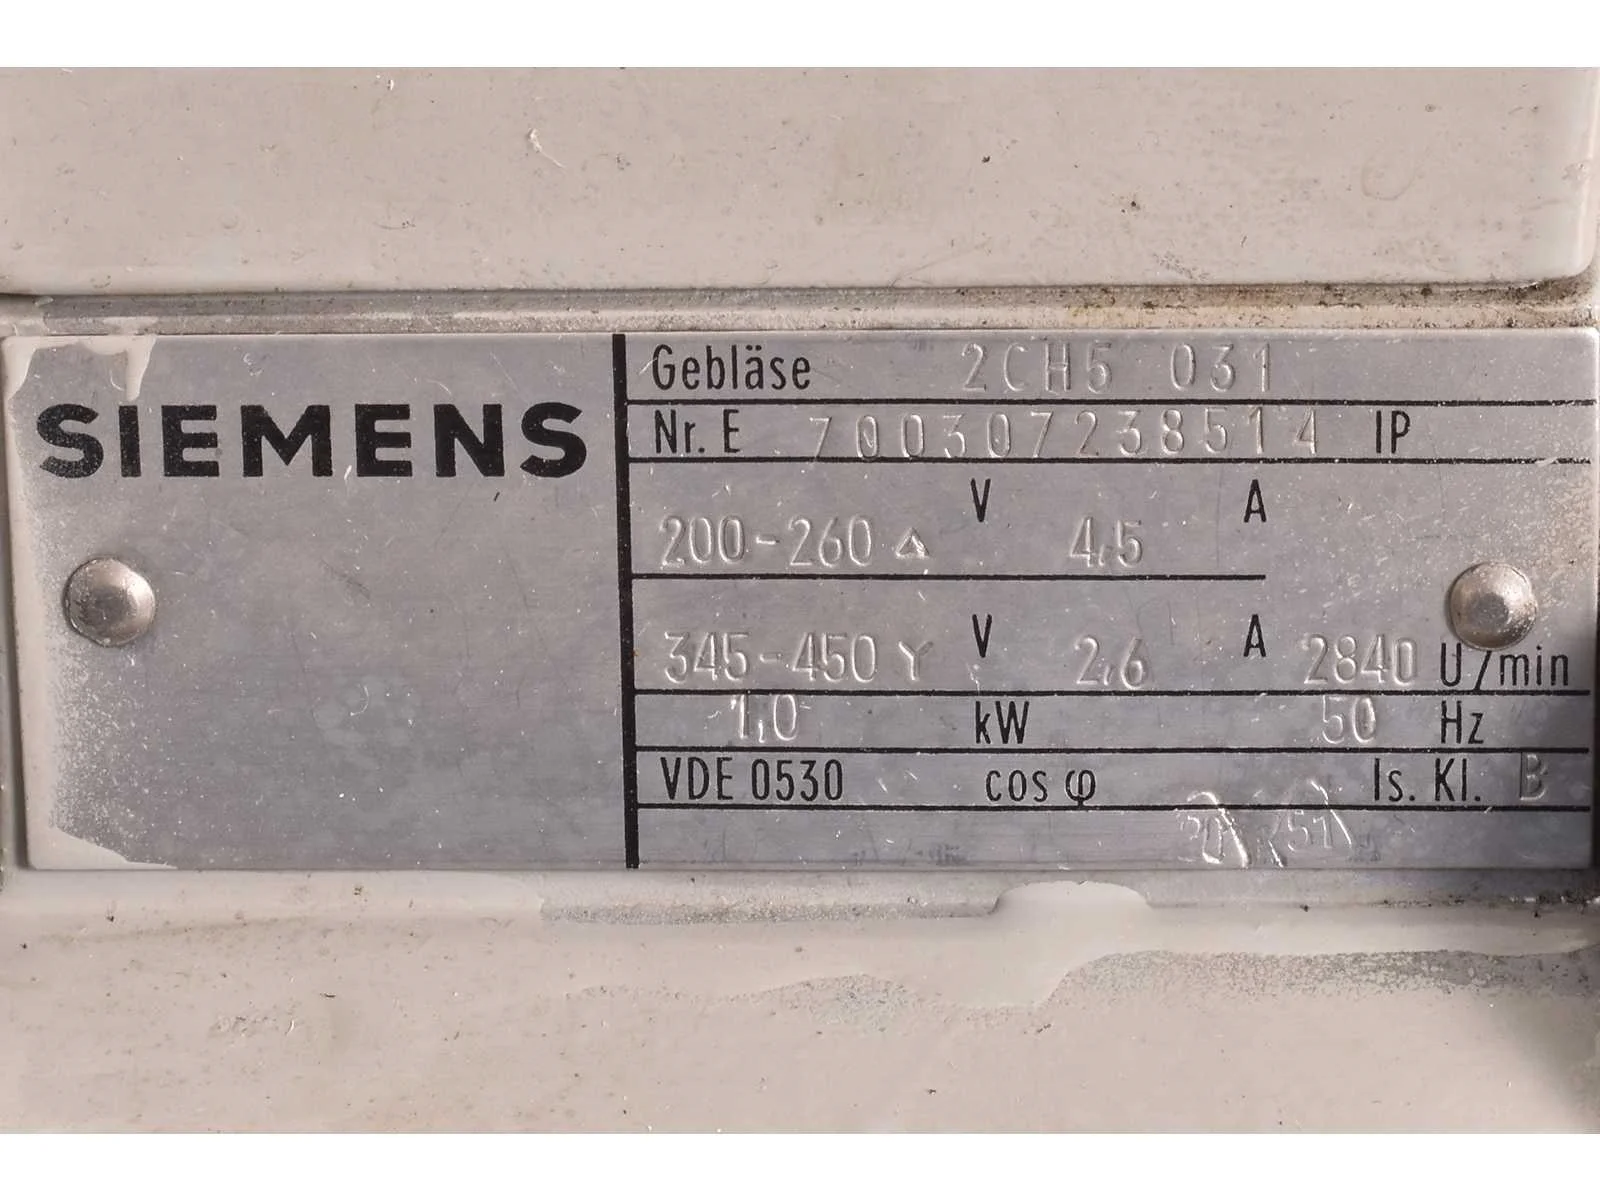 SIEMENS
Gebläse 2CH5 031
Nr. E 700307238514 IP
200-260 △ V 4,5 A
345-450 Y V 2,6 A 2840 U/min
1,0 kW 50 Hz
VDE 0530 cos φ Is. Kl. B